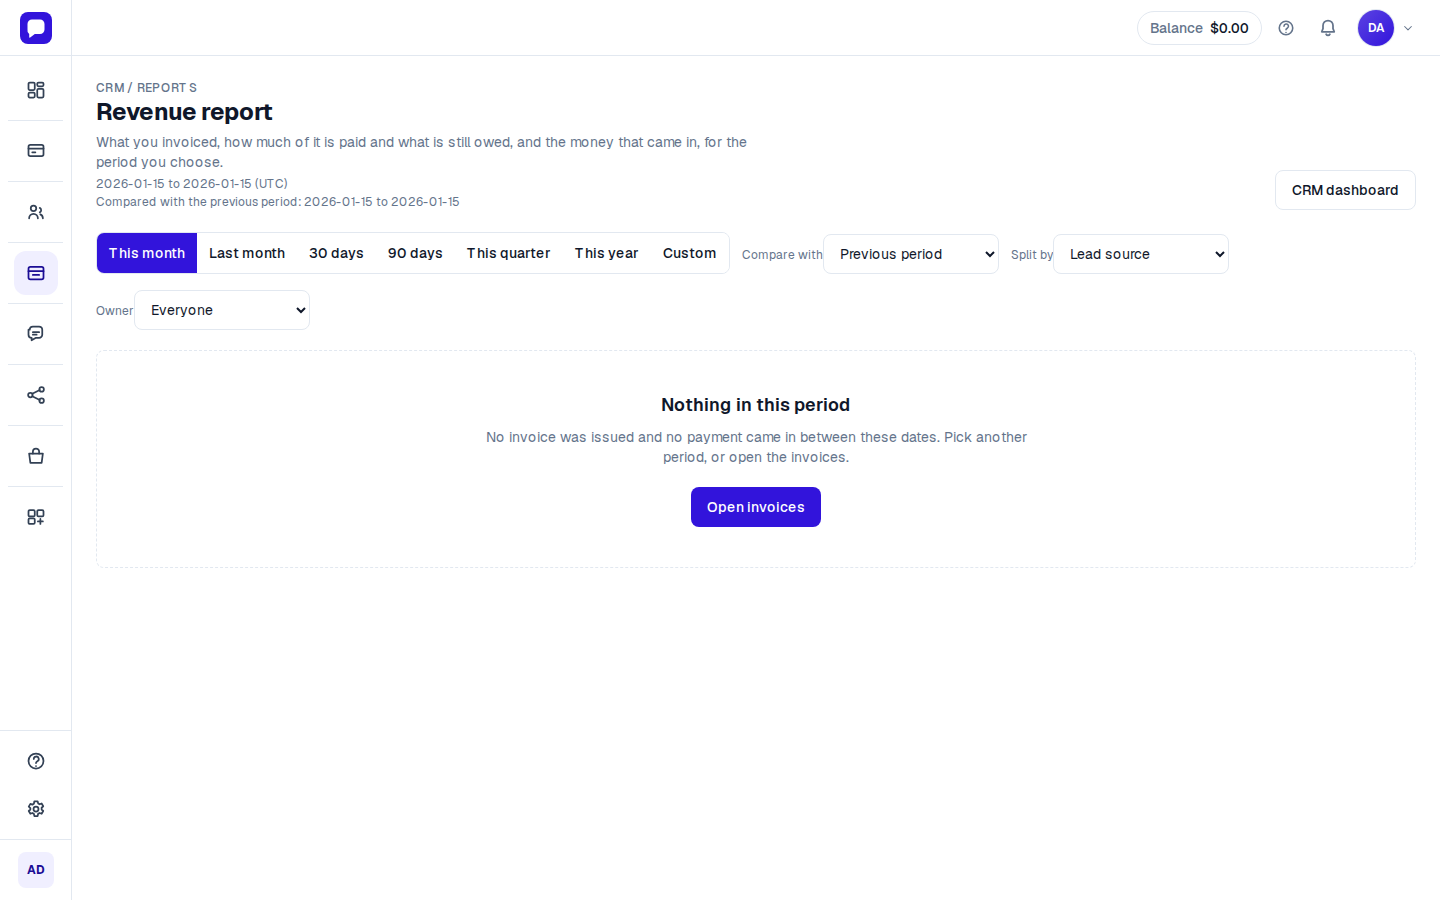 Balance $0.00
DA
CRM / REPORTS
Revenue report
What you invoiced, how much of it is paid and what is still owed, and the money that came in, for the
period you choose.
2026-01-15 to 2026-01-15 (UTC)
Compared with the previous period: 2026-01-15 to 2026-01-15
CRM dashboard
This month Last month 30 days 90 days This quarter This year Custom Compare with Previous period Split by Lead source
Owner Everyone
Nothing in this period
No invoice was issued and no payment came in between these dates. Pick another
period, or open the invoices.
Open invoices
AD